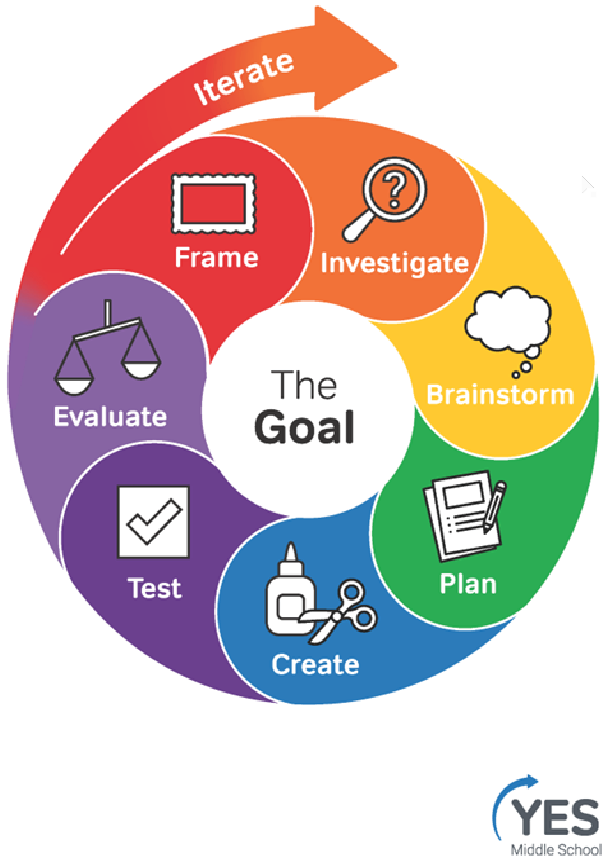 Iterate
Frame
Investigate
Brainstorm
Plan
Create
Test
Evaluate
The
Goal
YES
Middle School